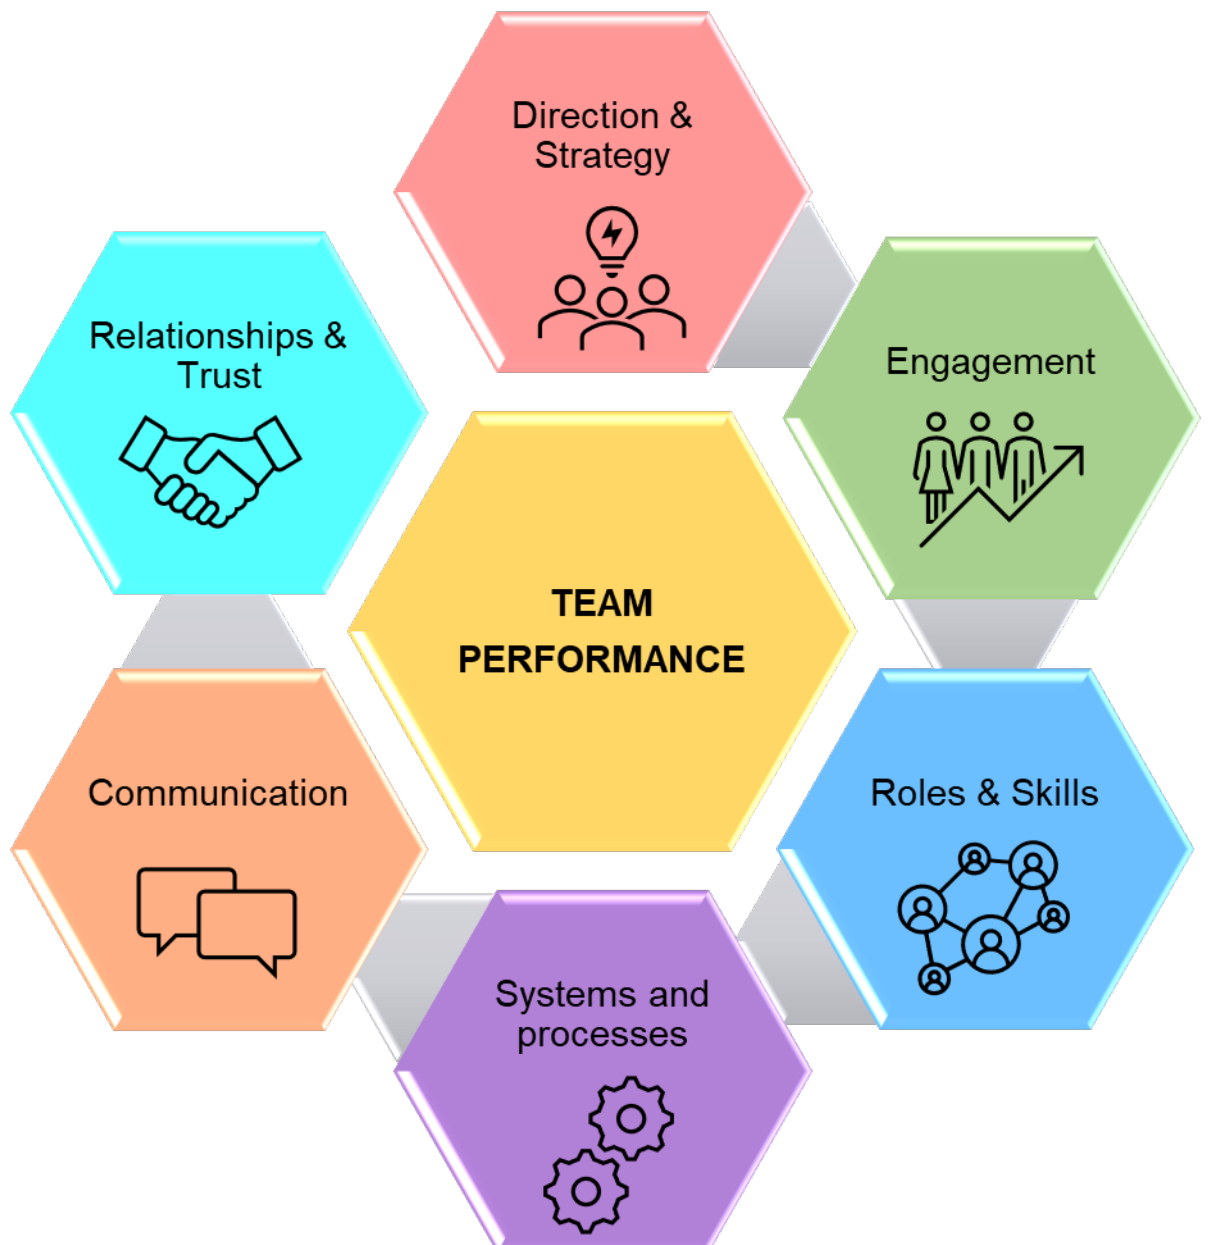 Direction &
Strategy
Relationships &
Trust
Engagement
TEAM
PERFORMANCE
Communication
Roles & Skills
Systems and
processes